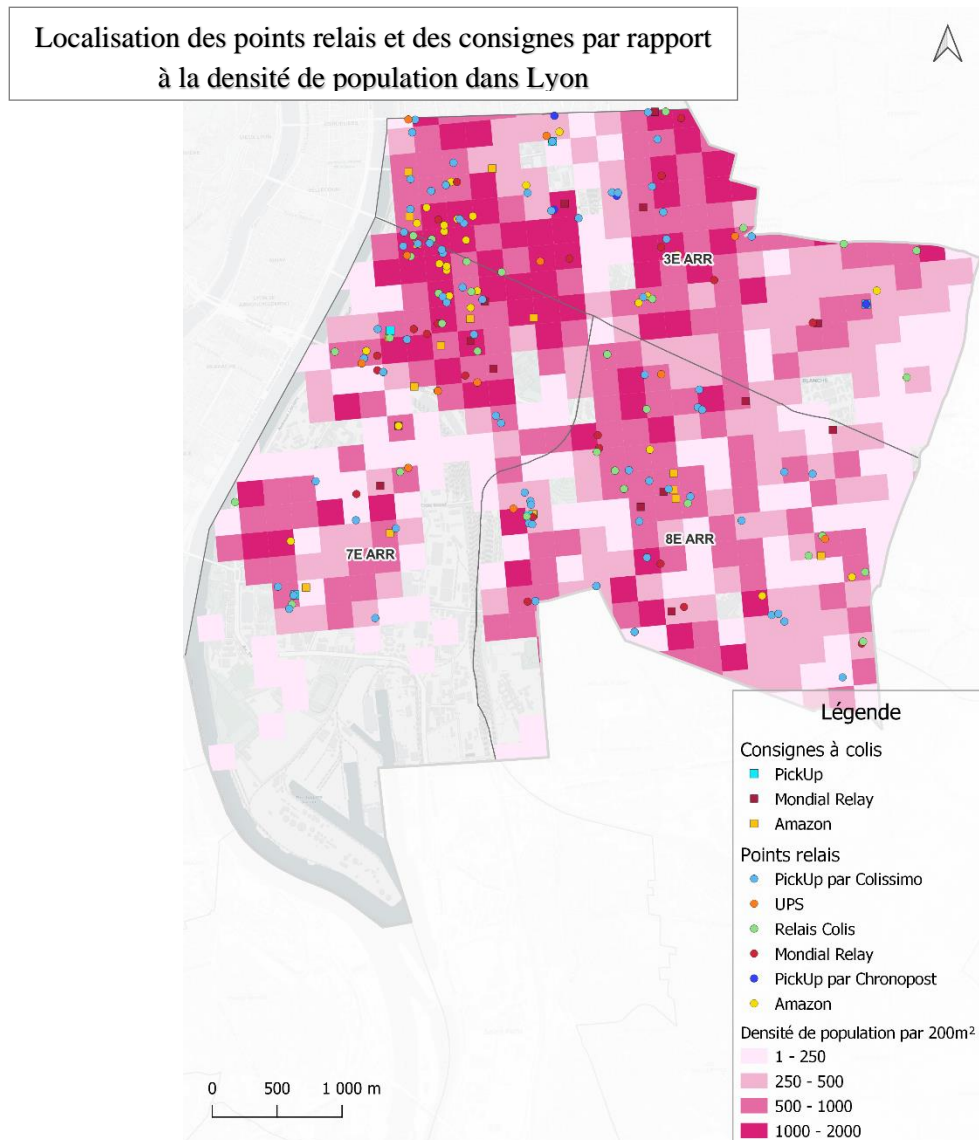 Localisation des points relais et des consignes par rapport
à la densité de population dans Lyon
3E ARR
7E ARR
8E ARR
Légende
Consignes à colis
PickUp
Mondial Relay
Amazon
Points relais
PickUp par Colissimo
UPS
Relais Colis
Mondial Relay
PickUp par Chronopost
Amazon
Densité de population par 200m²
1 - 250
250 - 500
500 - 1000
1000 - 2000
0 500 1 000 m